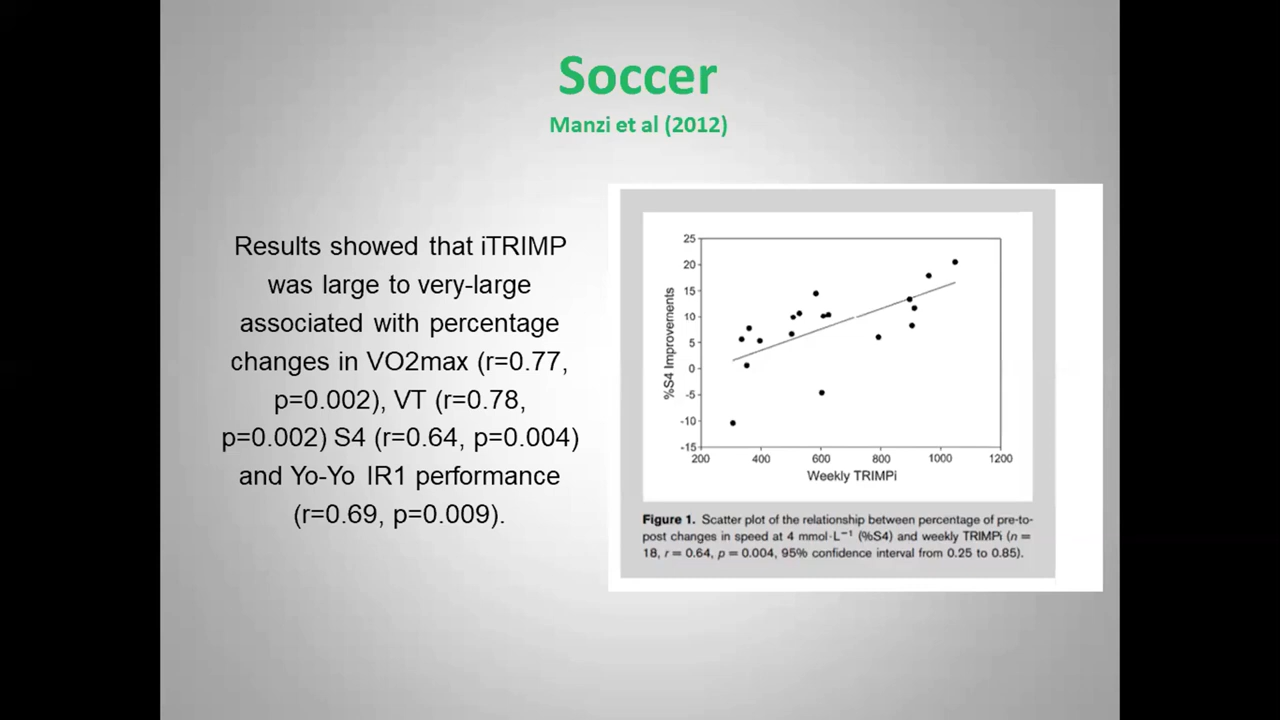 Soccer
Manzi et al (2012)
Results showed that iTRIMP
was large to very-large
associated with percentage
changes in VO2max (r=0.77,
p=0.002), VT (r=0.78,
p=0.002) S4 (r=0.64, p=0.004)
and Yo-Yo IR1 performance
(r=0.69, p=0.009).
%S4 Improvements
25
20
15
10
5
0
-5
-10
-15
200 400 600 800 1000 1200
Weekly TRIMPi
Figure 1. Scatter plot of the relationship between percentage of pre-to-
post changes in speed at 4 mmol·L⁻¹ (%S4) and weekly TRIMPi (n =
18, r = 0.64, p = 0.004, 95% confidence interval from 0.25 to 0.85).